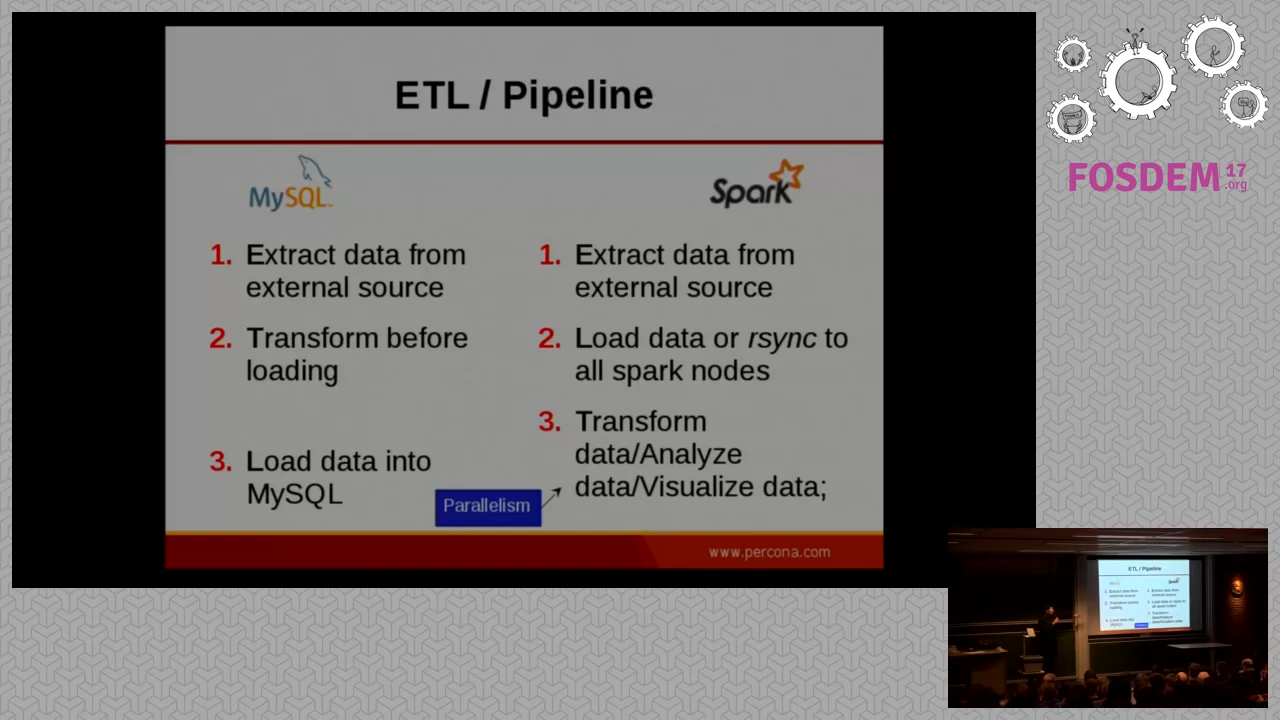 ETL / Pipeline
MySQL
1. Extract data from
external source
2. Transform before
loading
3. Load data into
MySQL
Spark
1. Extract data from
external source
2. Load data or rsync to
all spark nodes
3. Transform
data/Analyze
data/Visualize data;
Parallelism
www.percona.com
FOSDEM 17
.org
ETL / Pipeline